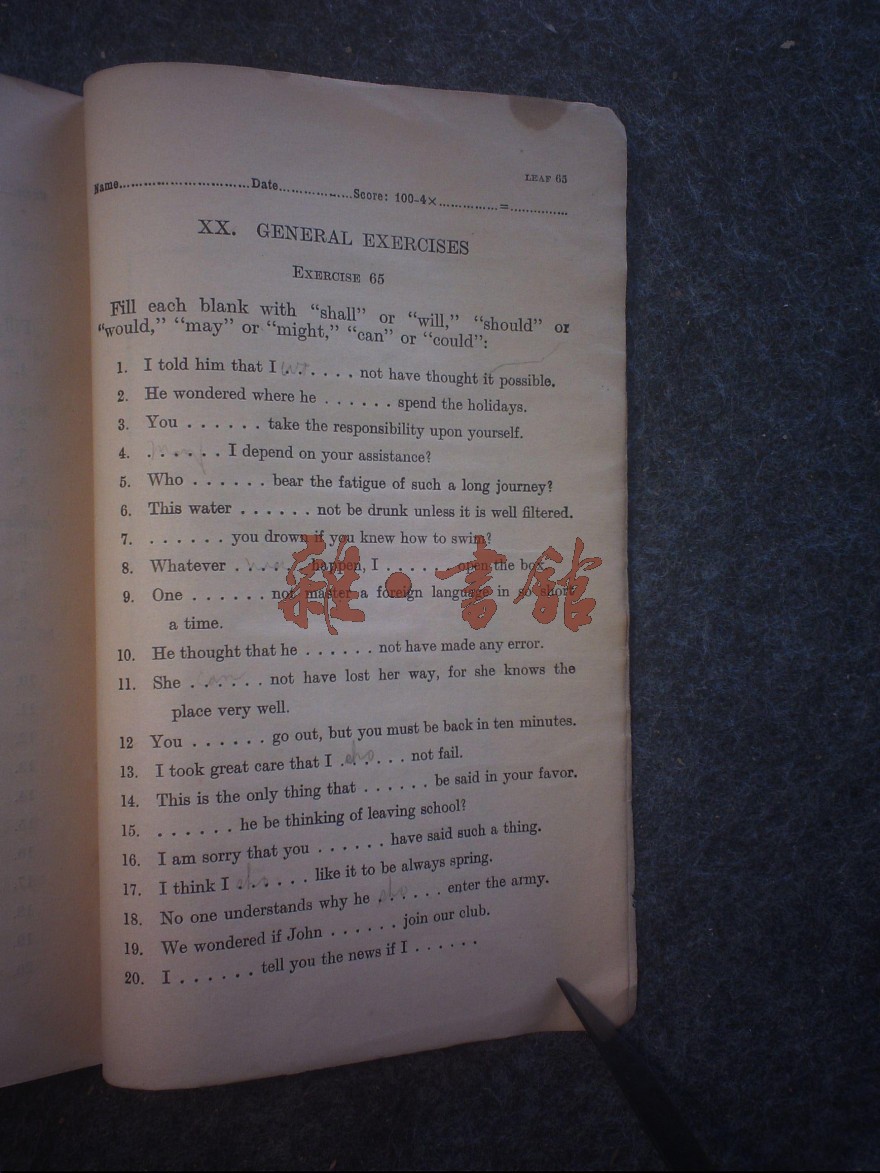 LEAF 65
Name.............................Date.................Score: 100-4×..............=..............
XX. GENERAL EXERCISES
EXERCISE 65
Fill each blank with "shall" or "will," "should" or
"would," "may" or "might," "can" or "could":
1. I told him that I . . . . . . not have thought it possible.
2. He wondered where he . . . . . . spend the holidays.
3. You . . . . . . take the responsibility upon yourself.
4. . . . . . . I depend on your assistance?
5. Who . . . . . . bear the fatigue of such a long journey?
6. This water . . . . . . not be drunk unless it is well filtered.
7. . . . . . . you drown if you knew how to swim?
8. Whatever . . . . . . happen, I . . . . . . open the box.
9. One . . . . . . not master a foreign language in so short
a time.
10. He thought that he . . . . . . not have made any error.
11. She . . . . . . not have lost her way, for she knows the
place very well.
12 You . . . . . . go out, but you must be back in ten minutes.
13. I took great care that I . sho . . . . not fail.
14. This is the only thing that . . . . . . be said in your favor.
15. . . . . . . he be thinking of leaving school?
16. I am sorry that you . . . . . . have said such a thing.
17. I think I sho . . . . . like it to be always spring.
18. No one understands why he sho . . . . . enter the army.
19. We wondered if John . . . . . . join our club.
20. I . . . . . . tell you the news if I . . . . . .
雜·書館